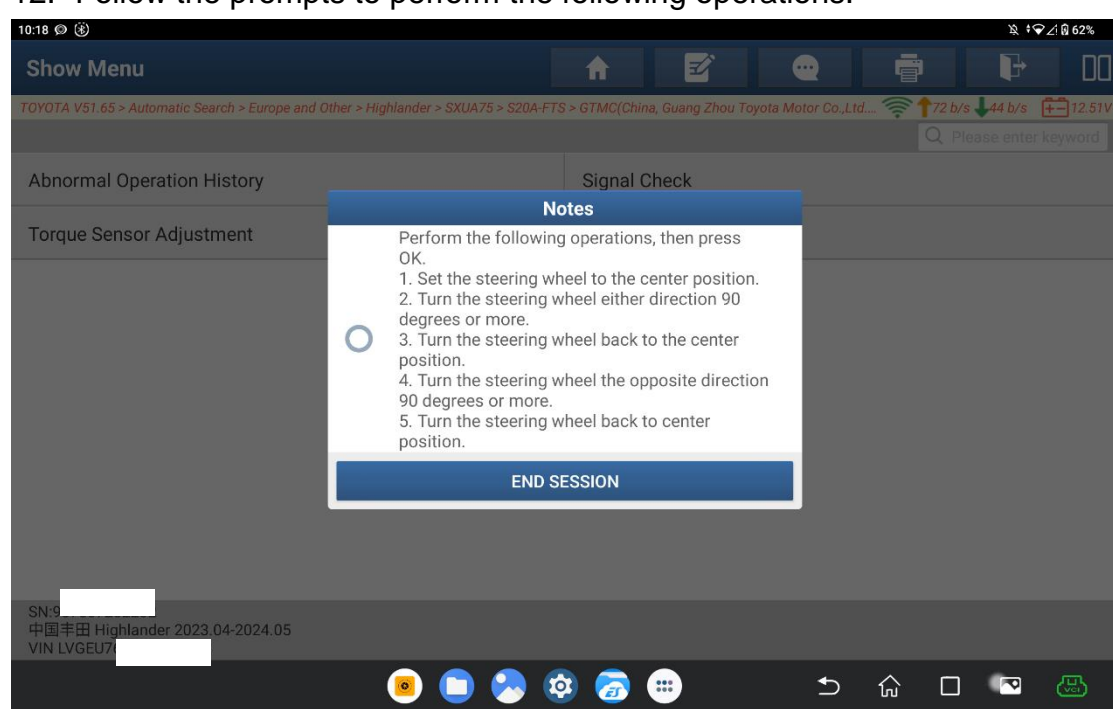 12. Follow the prompts to perform the following operations.
10:18 62%
Show Menu
TOYOTA V51.65 > Automatic Search > Europe and Other > Highlander > SXUA75 > S20A-FTS > GTMC(China, Guang Zhou Toyota Motor Co.,Ltd.... 72 b/s 44 b/s 12.51V
Please enter keyword
Abnormal Operation History Signal Check
Torque Sensor Adjustment
Notes
Perform the following operations, then press
OK.
1. Set the steering wheel to the center position.
2. Turn the steering wheel either direction 90
degrees or more.
3. Turn the steering wheel back to the center
position.
4. Turn the steering wheel the opposite direction
90 degrees or more.
5. Turn the steering wheel back to center
position.
END SESSION
SN:9
中国丰田 Highlander 2023.04-2024.05
VIN LVGEU7
VCI